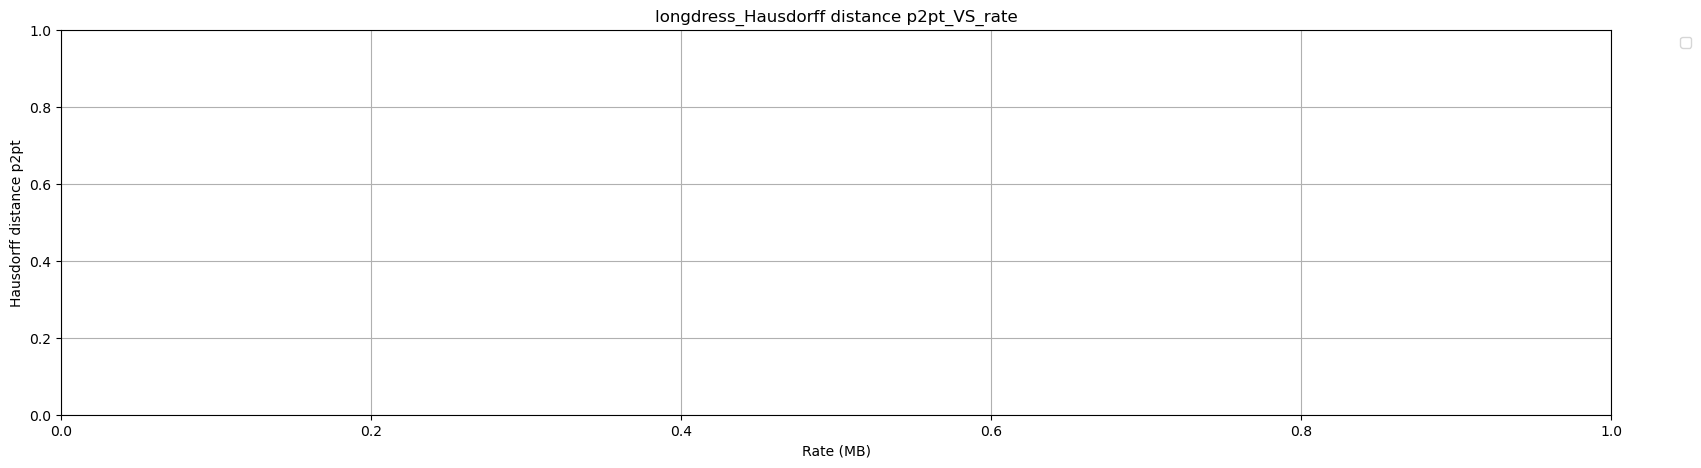 longdress_Hausdorff distance p2pt_VS_rate
1.0
0.8
0.6
0.4
0.2
0.0
Hausdorff distance p2pt
0.0 0.2 0.4 0.6 0.8 1.0
Rate (MB)